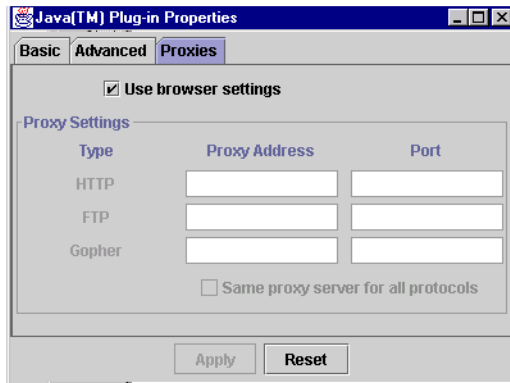 Java(TM) Plug-in Properties
Basic Advanced Proxies
Use browser settings
Proxy Settings
Type Proxy Address Port
HTTP
FTP
Gopher
Same proxy server for all protocols
Apply Reset